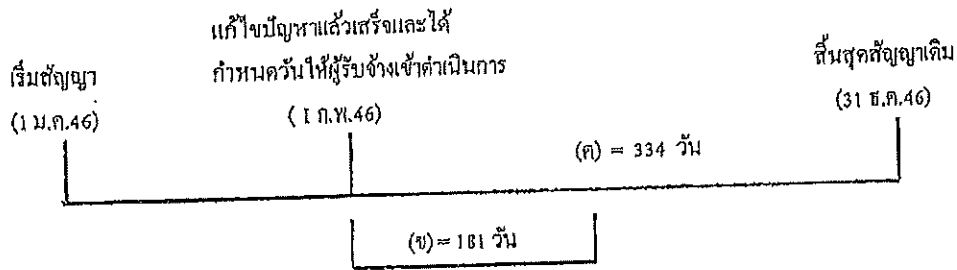 แก้ไขปัญหาแล้วเสร็จและได้
กำหนดวันให้ผู้รับจ้างเข้าดำเนินการ
(1 ก.พ.46)
เริ่มสัญญา
(1 ม.ค.46)
สิ้นสุดสัญญาเดิม
(31 ธ.ค.46)
(ค) = 334 วัน
(ข) = 181 วัน